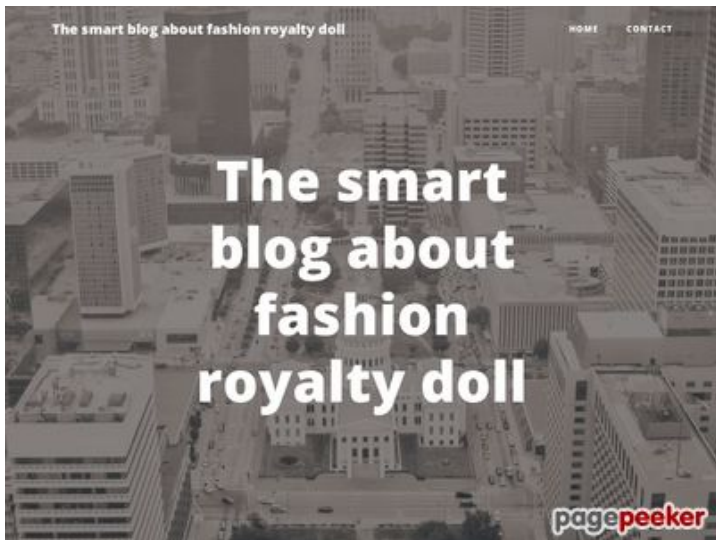 The smart blog about fashion royalty doll
HOME CONTACT
The smart
blog about
fashion
royalty doll
pagepeeker